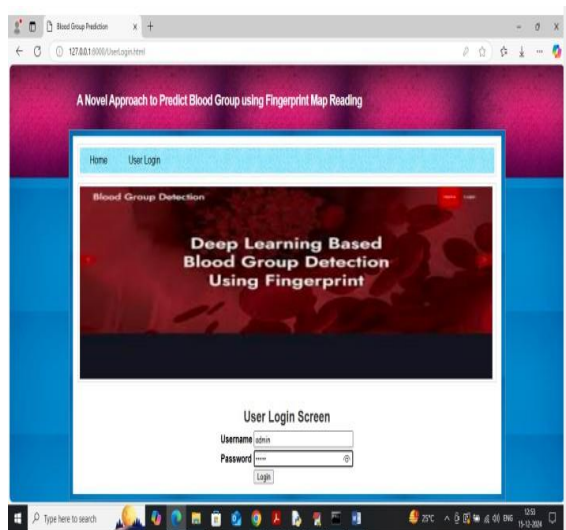 Blood Group Prediction
127.0.0.1:8000/UserLogin.html
A Novel Approach to Predict Blood Group using Fingerprint Map Reading
Home User Login
Blood Group Detection
Deep Learning Based
Blood Group Detection
Using Fingerprint
User Login Screen
Username admin
Password •••••
Login
Type here to search
25°C
ENG
12:53
15-12-2024